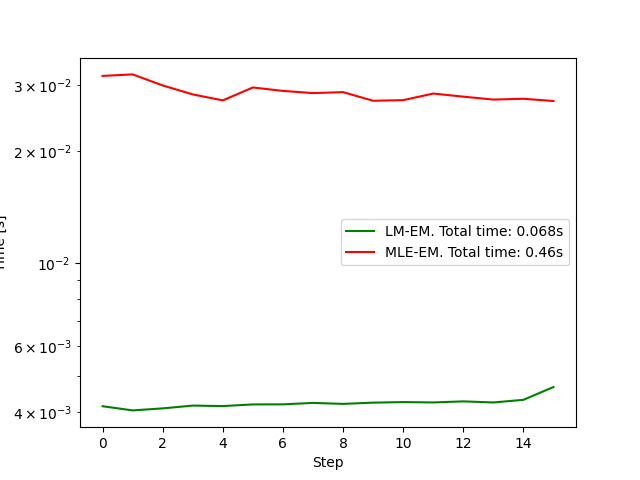 3 × 10⁻²
2 × 10⁻²
10⁻²
6 × 10⁻³
4 × 10⁻³
LM-EM. Total time: 0.068s
MLE-EM. Total time: 0.46s
0 2 4 6 8 10 12 14
Step